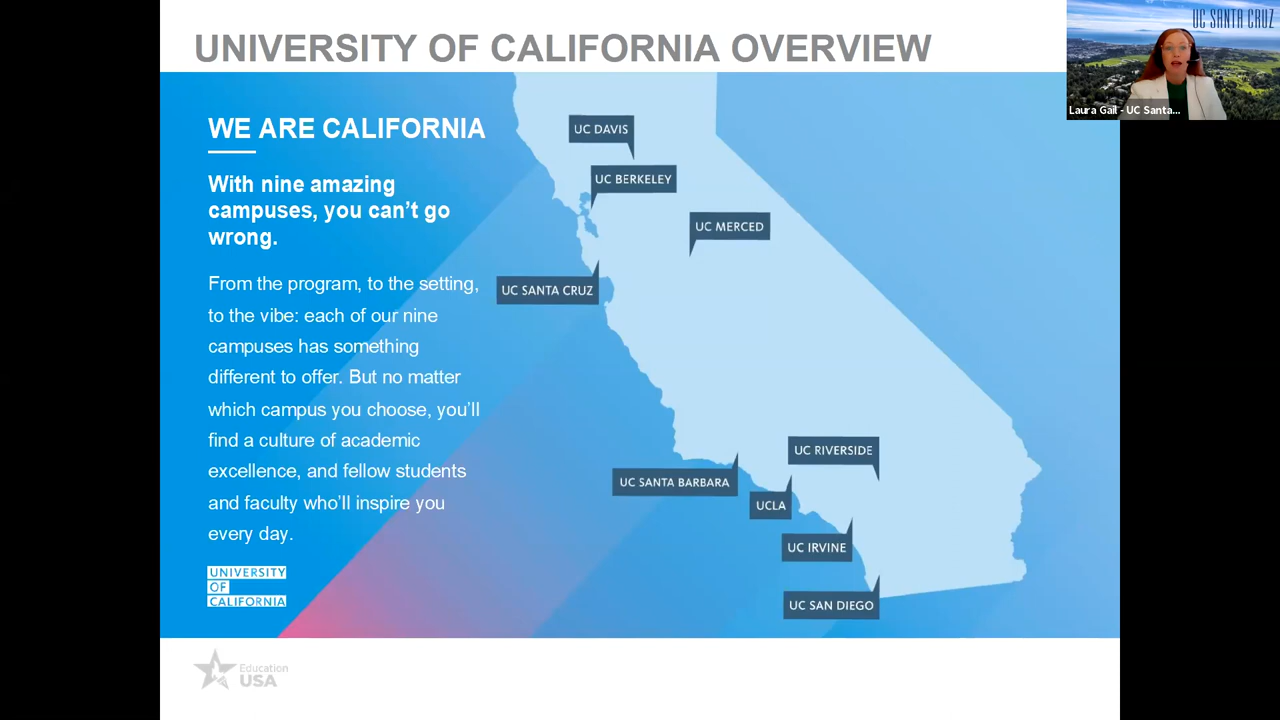 UNIVERSITY OF CALIFORNIA OVERVIEW
UC SANTA CRUZ
Laura Gail - UC Santa...
WE ARE CALIFORNIA
With nine amazing
campuses, you can’t go
wrong.
From the program, to the setting,
to the vibe: each of our nine
campuses has something
different to offer. But no matter
which campus you choose, you’ll
find a culture of academic
excellence, and fellow students
and faculty who’ll inspire you
every day.
UNIVERSITY
OF
CALIFORNIA
UC DAVIS
UC BERKELEY
UC MERCED
UC SANTA CRUZ
UC RIVERSIDE
UC SANTA BARBARA
UCLA
UC IRVINE
UC SAN DIEGO
Education
USA